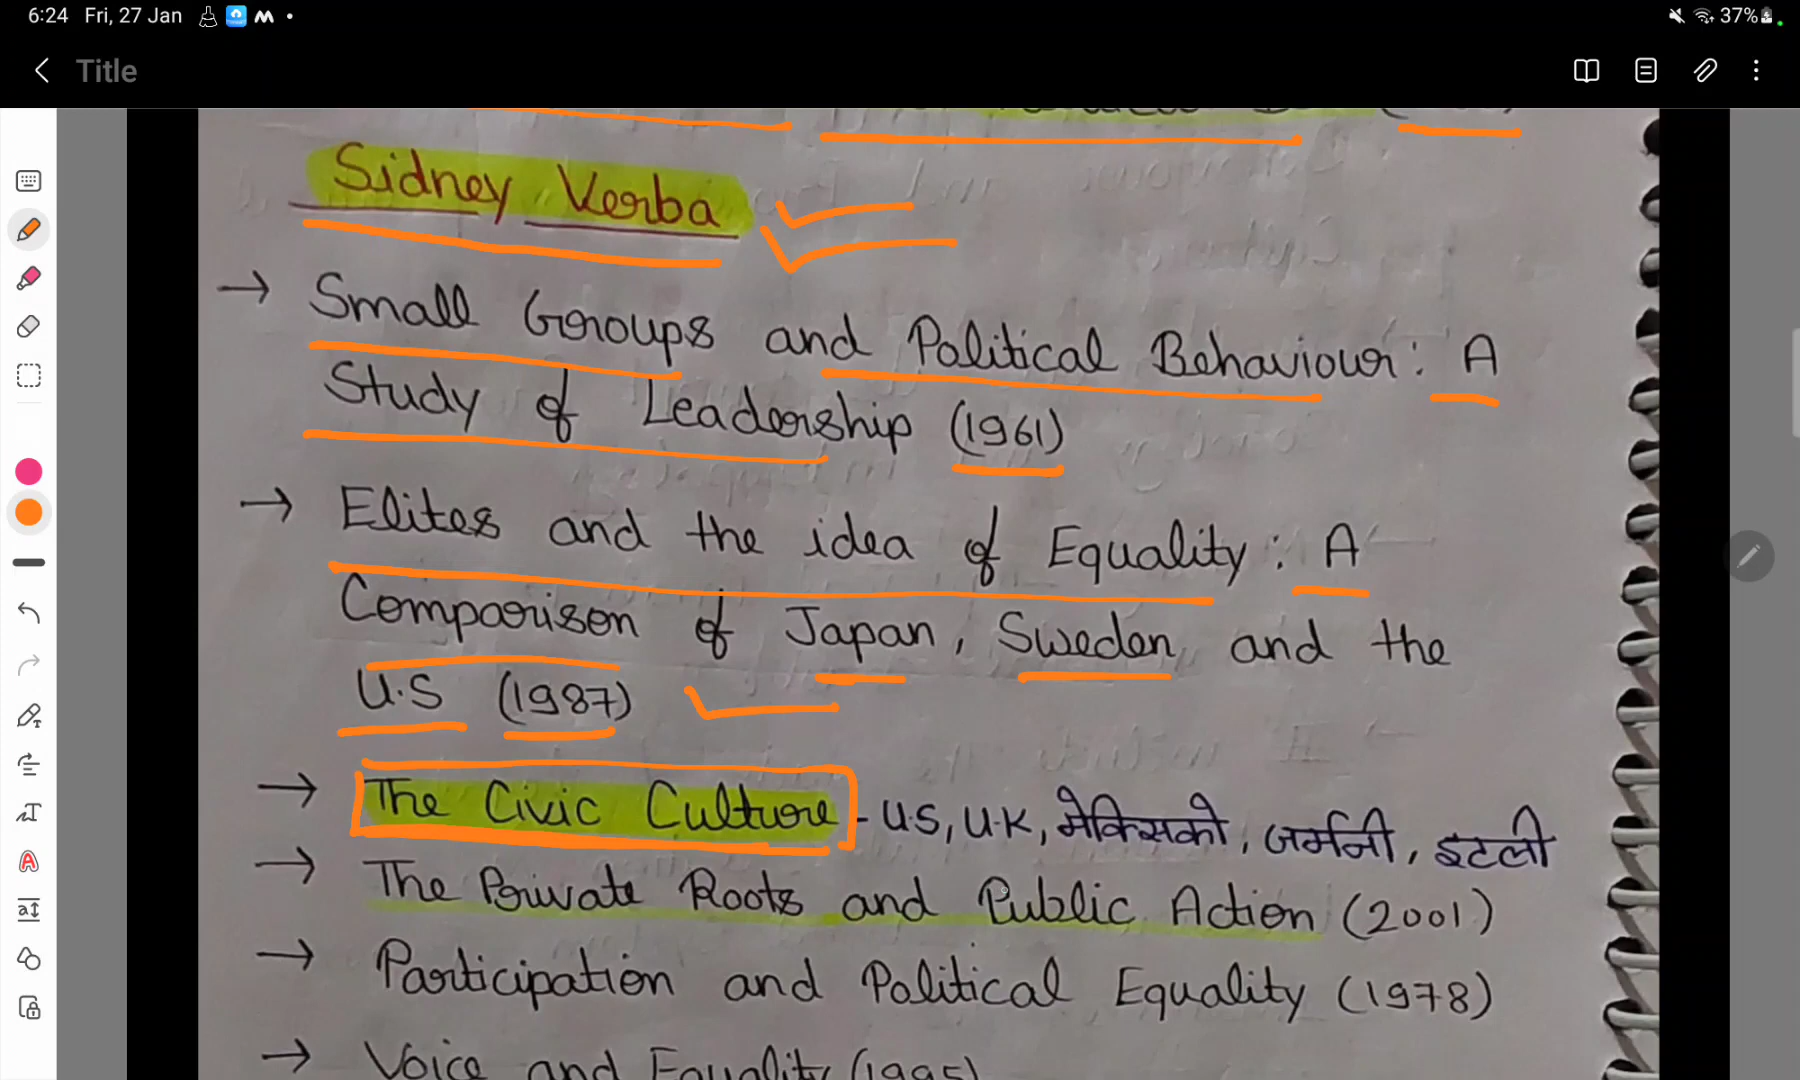 6:24 Fri, 27 Jan
37%
Title
Sidney Verba
→ Small Groups and Political Behaviour: A
Study of Leadership (1961)
→ Elites and the idea of Equality: A
Comparison of Japan, Sweden and the
U.S (1987)
→ The Civic Culture - U.S, U.K, मेक्सिको, जर्मनी, इटली
→ The Private Roots and Public Action (2001)
→ Participation and Political Equality (1978)
→ Voice and Equality (1995)